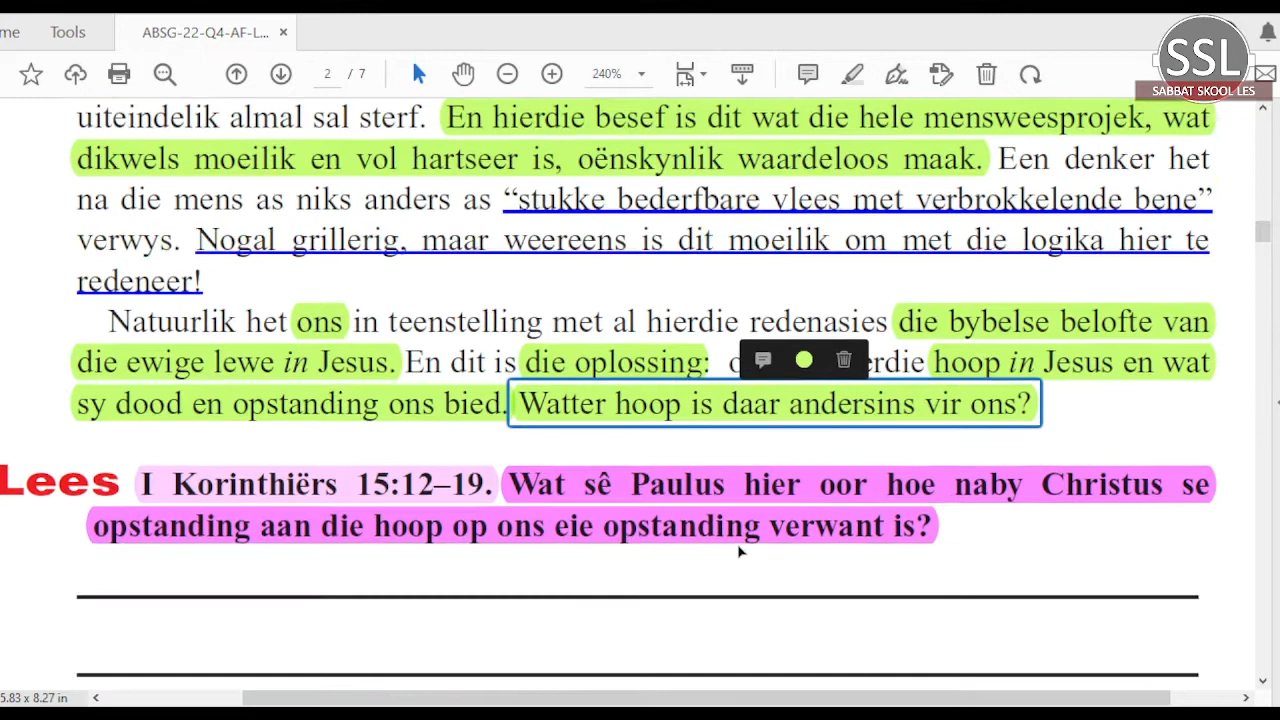 me Tools ABSG-22-Q4-AF-L... ×
SSL
SABBAT SKOOL LES
2 / 7 240%
uiteindelik almal sal sterf. En hierdie besef is dit wat die hele mensweesprojek, wat
dikwels moeilik en vol hartseer is, oënskynlik waardeloos maak. Een denker het
na die mens as niks anders as “stukke bederfbare vlees met verbrokkelende bene”
verwys. Nogal grillerig, maar weereens is dit moeilik om met die logika hier te
redeneer!
Natuurlik het ons in teenstelling met al hierdie redenasies die bybelse belofte van
die ewige lewe in Jesus. En dit is die oplossing: erdie hoop in Jesus en wat
sy dood en opstanding ons bied. Watter hoop is daar andersins vir ons?
Lees I Korinthiërs 15:12–19. Wat sê Paulus hier oor hoe naby Christus se
opstanding aan die hoop op ons eie opstanding verwant is?
5.83 x 8.27 in